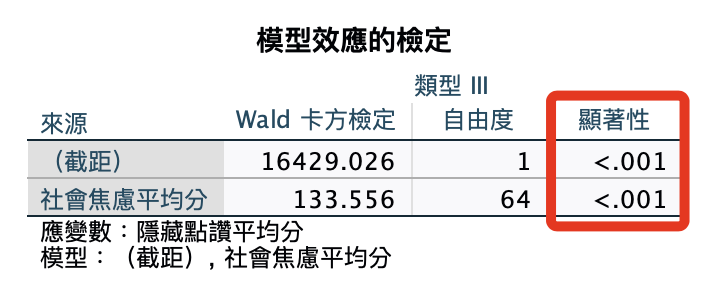 模型效應的檢定
類型 III
來源 Wald 卡方檢定 自由度 顯著性
（截距） 16429.026 1 <.001
社會焦慮平均分 133.556 64 <.001
應變數：隱藏點讚平均分
模型：（截距）, 社會焦慮平均分